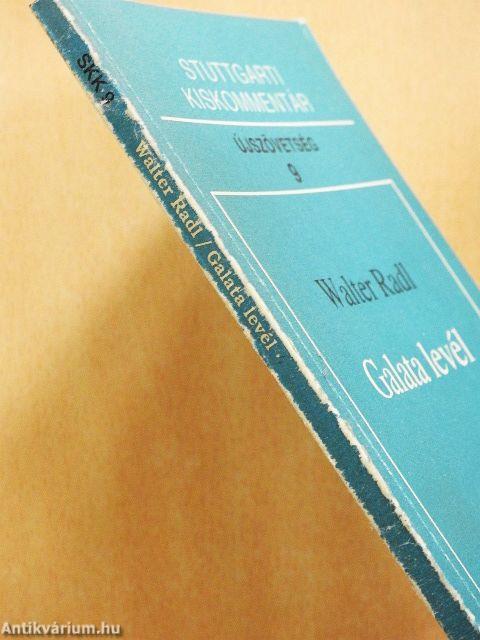 STUTTGARTI
KISKOMMENTÁR
ÚJSZÖVETSÉG
9
Walter Radl
Galata levél
SKK 9
Walter Radl / Galata levél .
Antikvárium.hu